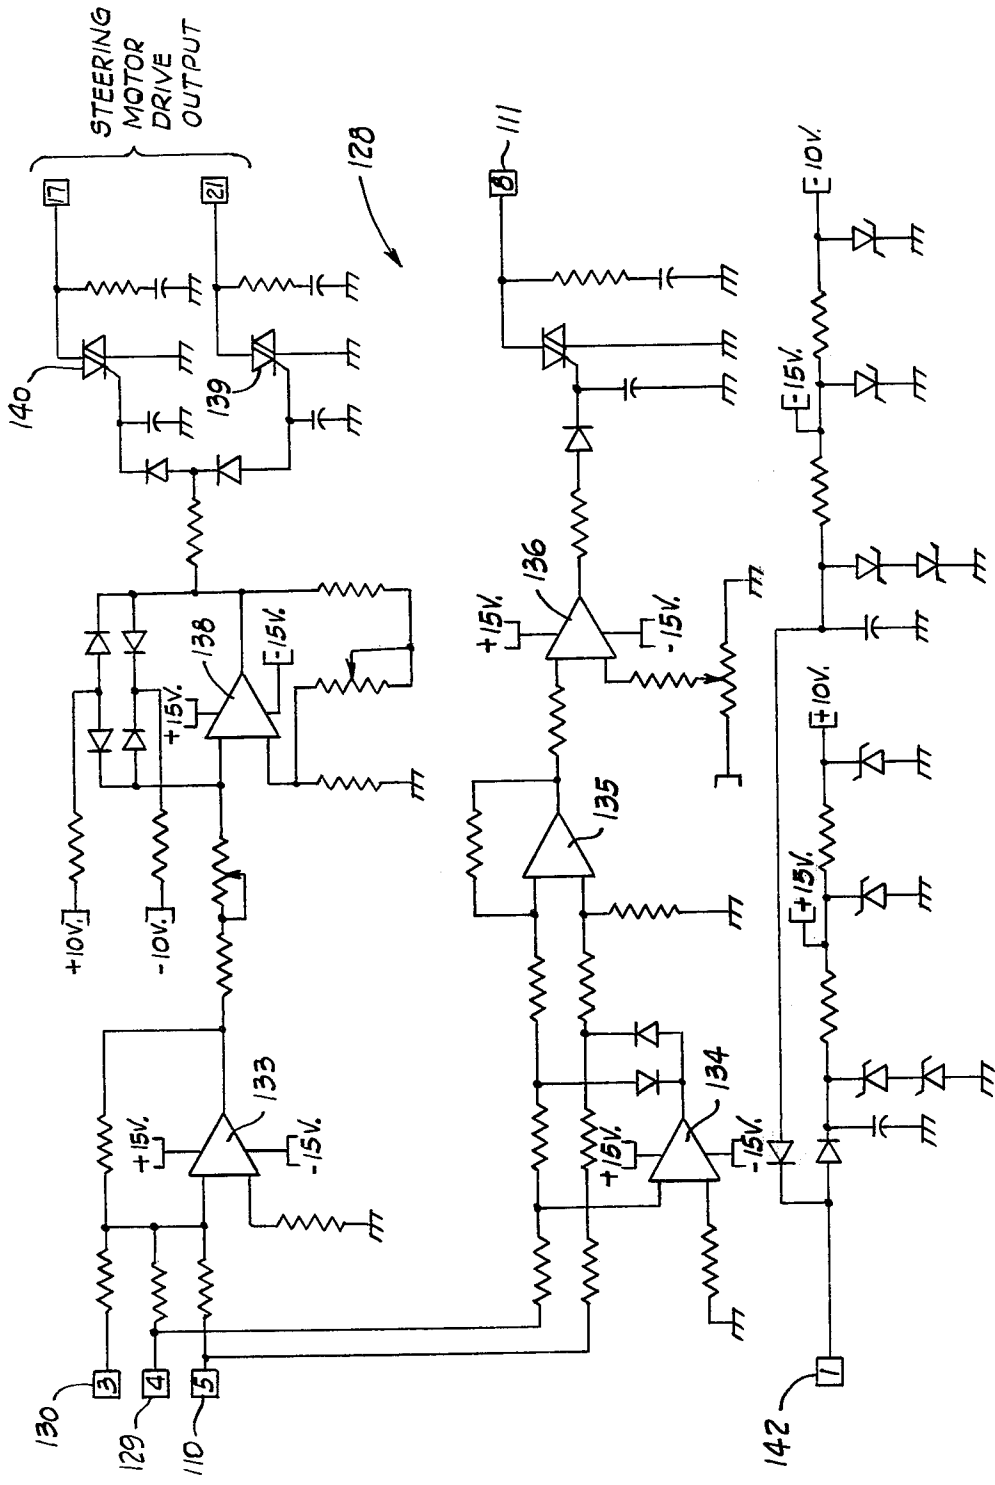 STEERING
MOTOR
DRIVE
OUTPUT
17
21
140
139
128
+10V.
-10V.
+15V.
-15V.
138
+15V.
-15V.
133
130
3
129
4
110
5
8
111
+15V.
-15V.
136
135
+15V.
-15V.
134
-10V.
-15V.
+10V.
+15V.
142
1